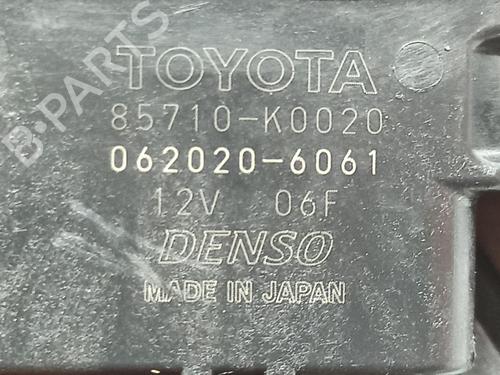 B-PARTS
TOYOTA
85710-K0020
062020-6061
12V 06F
DENSO
MADE IN JAPAN